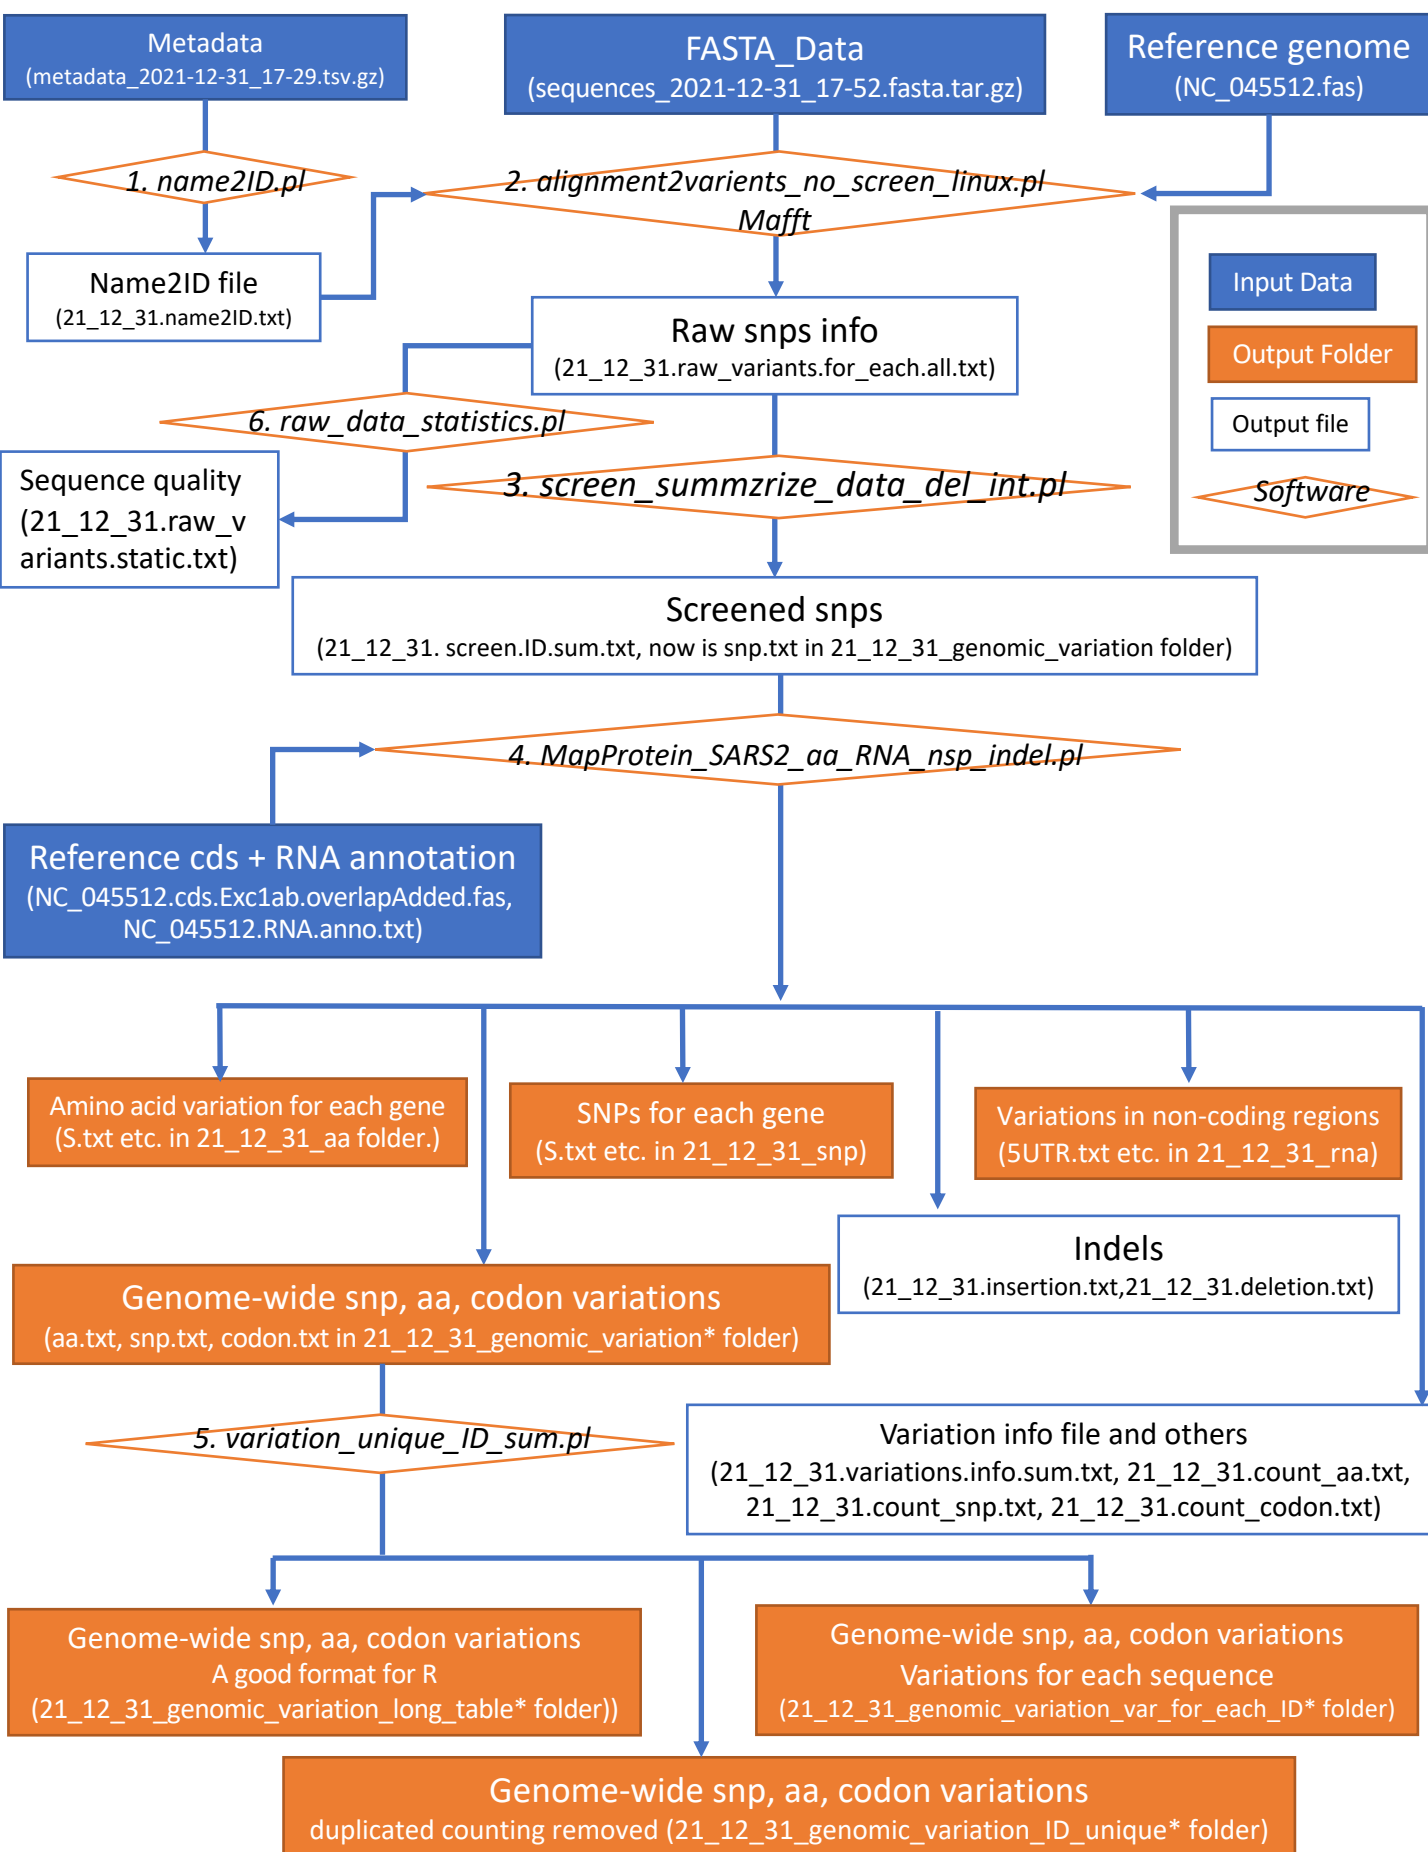 Metadata
(metadata_2021-12-31_17-29.tsv.gz)
FASTA_Data
(sequences_2021-12-31_17-52.fasta.tar.gz)
Reference genome
(NC_045512.fas)
1. name2ID.pl
2. alignment2varients_no_screen_linux.pl
Mafft
Name2ID file
(21_12_31.name2ID.txt)
Input Data
Output Folder
Output file
Software
Raw snps info
(21_12_31.raw_variants.for_each.all.txt)
6. raw_data_statistics.pl
Sequence quality
(21_12_31.raw_v
ariants.static.txt)
3. screen_summzrize_data_del_int.pl
Screened snps
(21_12_31. screen.ID.sum.txt, now is snp.txt in 21_12_31_genomic_variation folder)
4. MapProtein_SARS2_aa_RNA_nsp_indel.pl
Reference cds + RNA annotation
(NC_045512.cds.Exc1ab.overlapAdded.fas,
NC_045512.RNA.anno.txt)
Amino acid variation for each gene
(S.txt etc. in 21_12_31_aa folder.)
SNPs for each gene
(S.txt etc. in 21_12_31_snp)
Variations in non-coding regions
(5UTR.txt etc. in 21_12_31_rna)
Indels
(21_12_31.insertion.txt,21_12_31.deletion.txt)
Genome-wide snp, aa, codon variations
(aa.txt, snp.txt, codon.txt in 21_12_31_genomic_variation* folder)
5. variation_unique_ID_sum.pl
Variation info file and others
(21_12_31.variations.info.sum.txt, 21_12_31.count_aa.txt,
21_12_31.count_snp.txt, 21_12_31.count_codon.txt)
Genome-wide snp, aa, codon variations
A good format for R
(21_12_31_genomic_variation_long_table* folder))
Genome-wide snp, aa, codon variations
Variations for each sequence
(21_12_31_genomic_variation_var_for_each_ID* folder)
Genome-wide snp, aa, codon variations
duplicated counting removed (21_12_31_genomic_variation_ID_unique* folder)